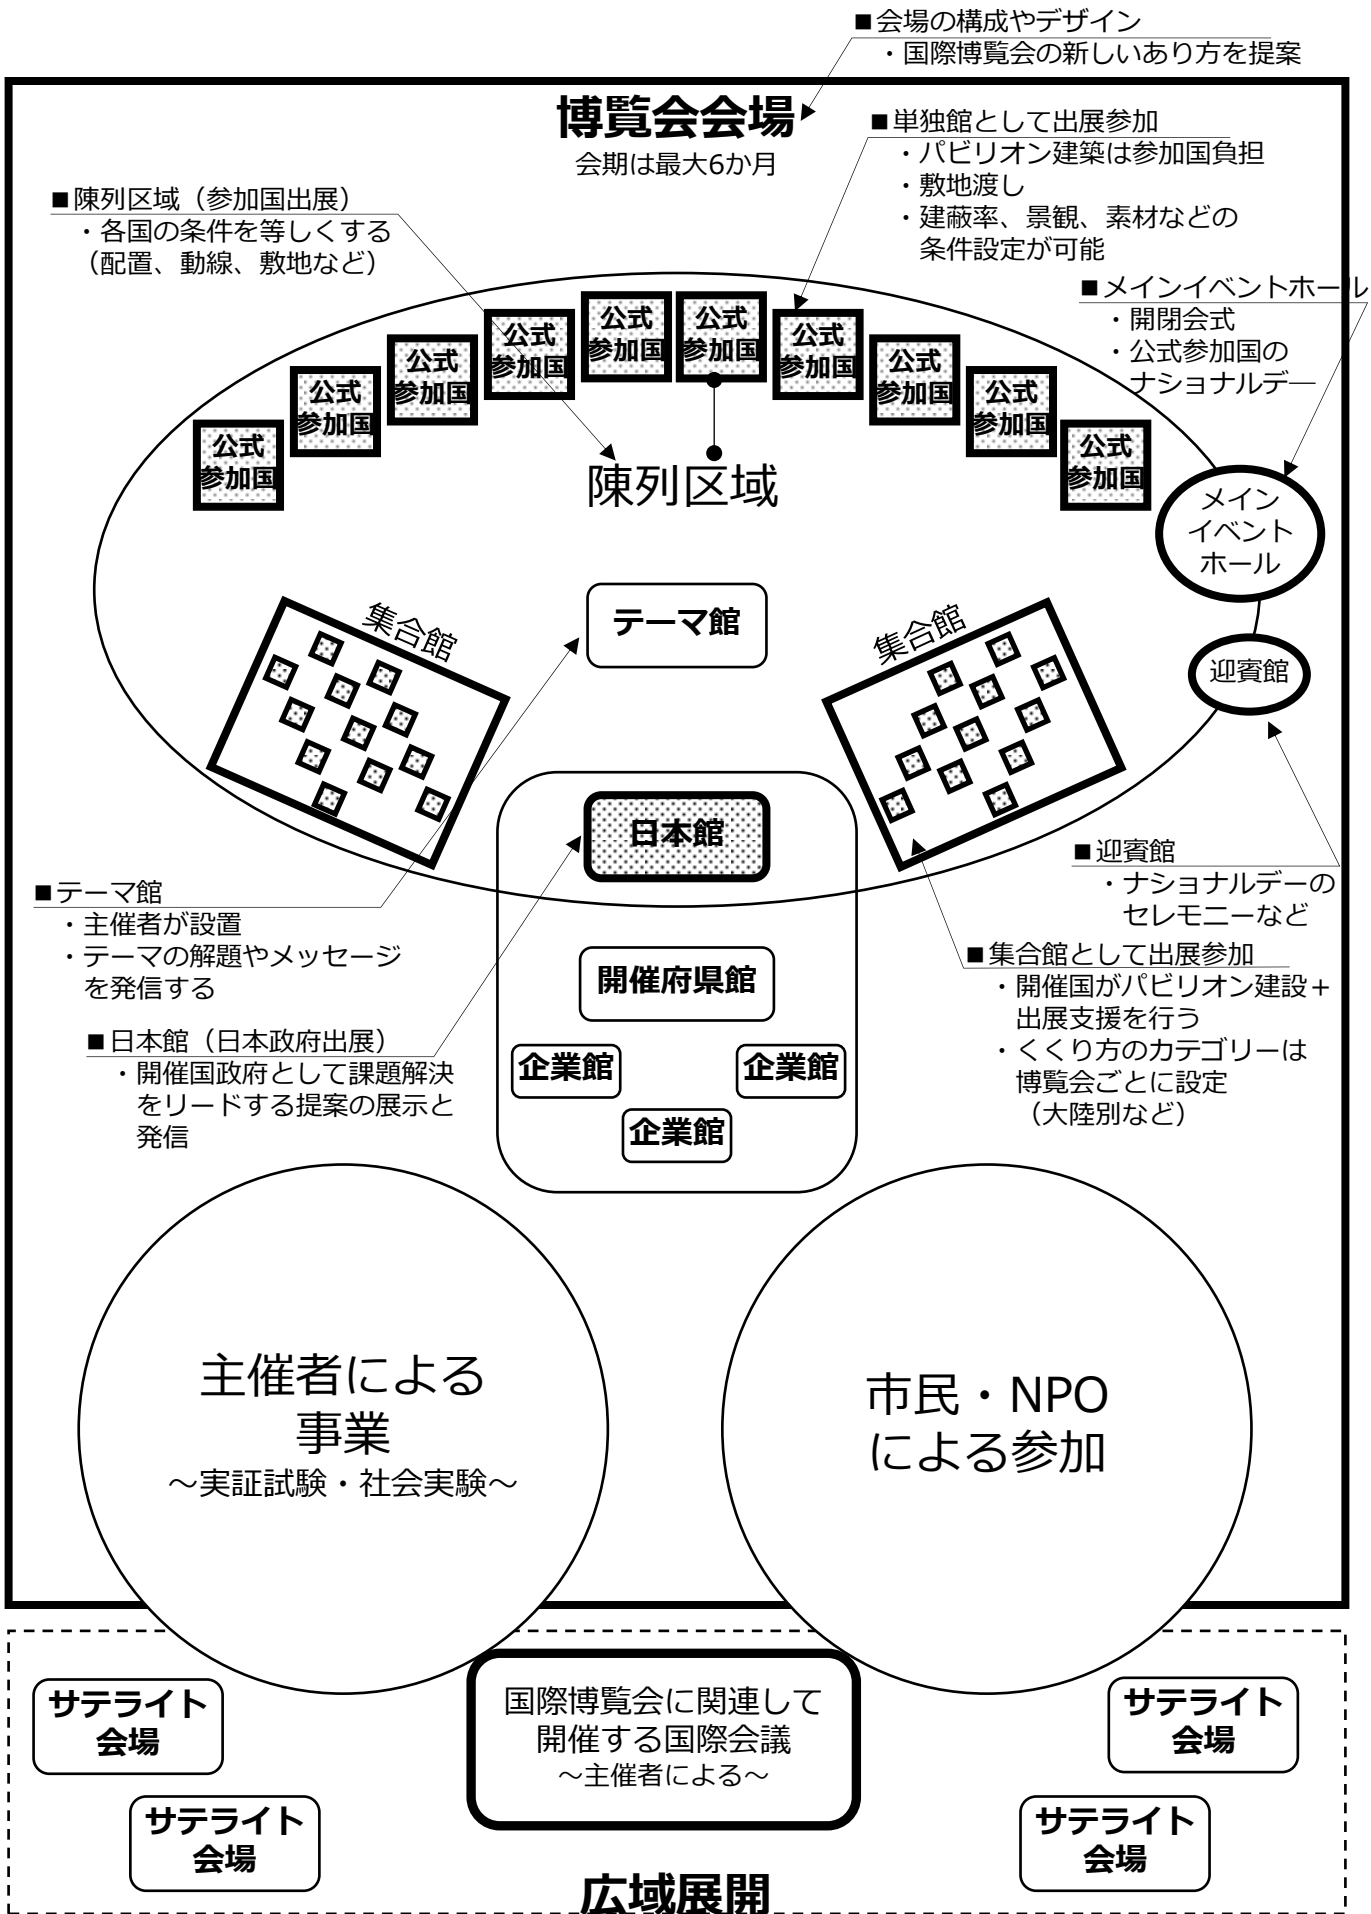 ■会場の構成やデザイン
・国際博覧会の新しいあり方を提案
博覧会会場
会期は最大6か月
■単独館として出展参加
・パビリオン建築は参加国負担
・敷地渡し
・建蔽率、景観、素材などの
条件設定が可能
■陳列区域（参加国出展）
・各国の条件を等しくする
（配置、動線、敷地など）
■メインイベントホール
・開閉会式
・公式参加国の
ナショナルデー
公式
参加国
公式
参加国
公式
参加国
公式
参加国
公式
参加国
公式
参加国
公式
参加国
公式
参加国
公式
参加国
公式
参加国
陳列区域
メイン
イベント
ホール
集合館
テーマ館
集合館
迎賓館
日本館
■迎賓館
・ナショナルデーの
セレモニーなど
■テーマ館
・主催者が設置
・テーマの解題やメッセージ
を発信する
■集合館として出展参加
・開催国がパビリオン建設＋
出展支援を行う
・くくり方のカテゴリーは
博覧会ごとに設定
（大陸別など）
開催府県館
■日本館（日本政府出展）
・開催国政府として課題解決
をリードする提案の展示と
発信
企業館
企業館
企業館
主催者による
事業
～実証試験・社会実験～
市民・NPO
による参加
サテライト
会場
国際博覧会に関連して
開催する国際会議
～主催者による～
サテライト
会場
サテライト
会場
サテライト
会場
広域展開